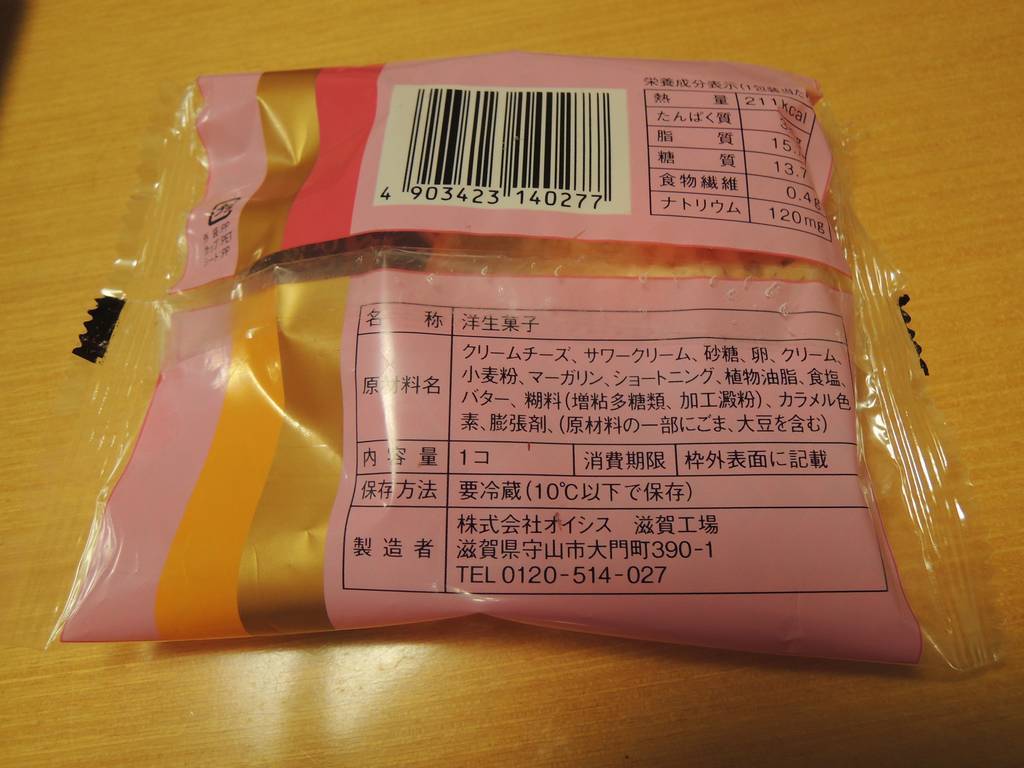 栄養成分表示(1包装当た
熱量 211kcal
たんぱく質
脂質 15.
糖質 13.7
食物繊維 0.4g
ナトリウム 120mg
4 903423 140277
名称 洋生菓子
原材料名 クリームチーズ、サワークリーム、砂糖、卵、クリーム、
小麦粉、マーガリン、ショートニング、植物油脂、食塩、
バター、糊料(増粘多糖類、加工澱粉)、カラメル色
素、膨張剤、(原材料の一部にごま、大豆を含む)
内容量 1コ 消費期限 枠外表面に記載
保存方法 要冷蔵(10℃以下で保存)
製造者 株式会社オイシス 滋賀工場
滋賀県守山市大門町390-1
TEL 0120-514-027